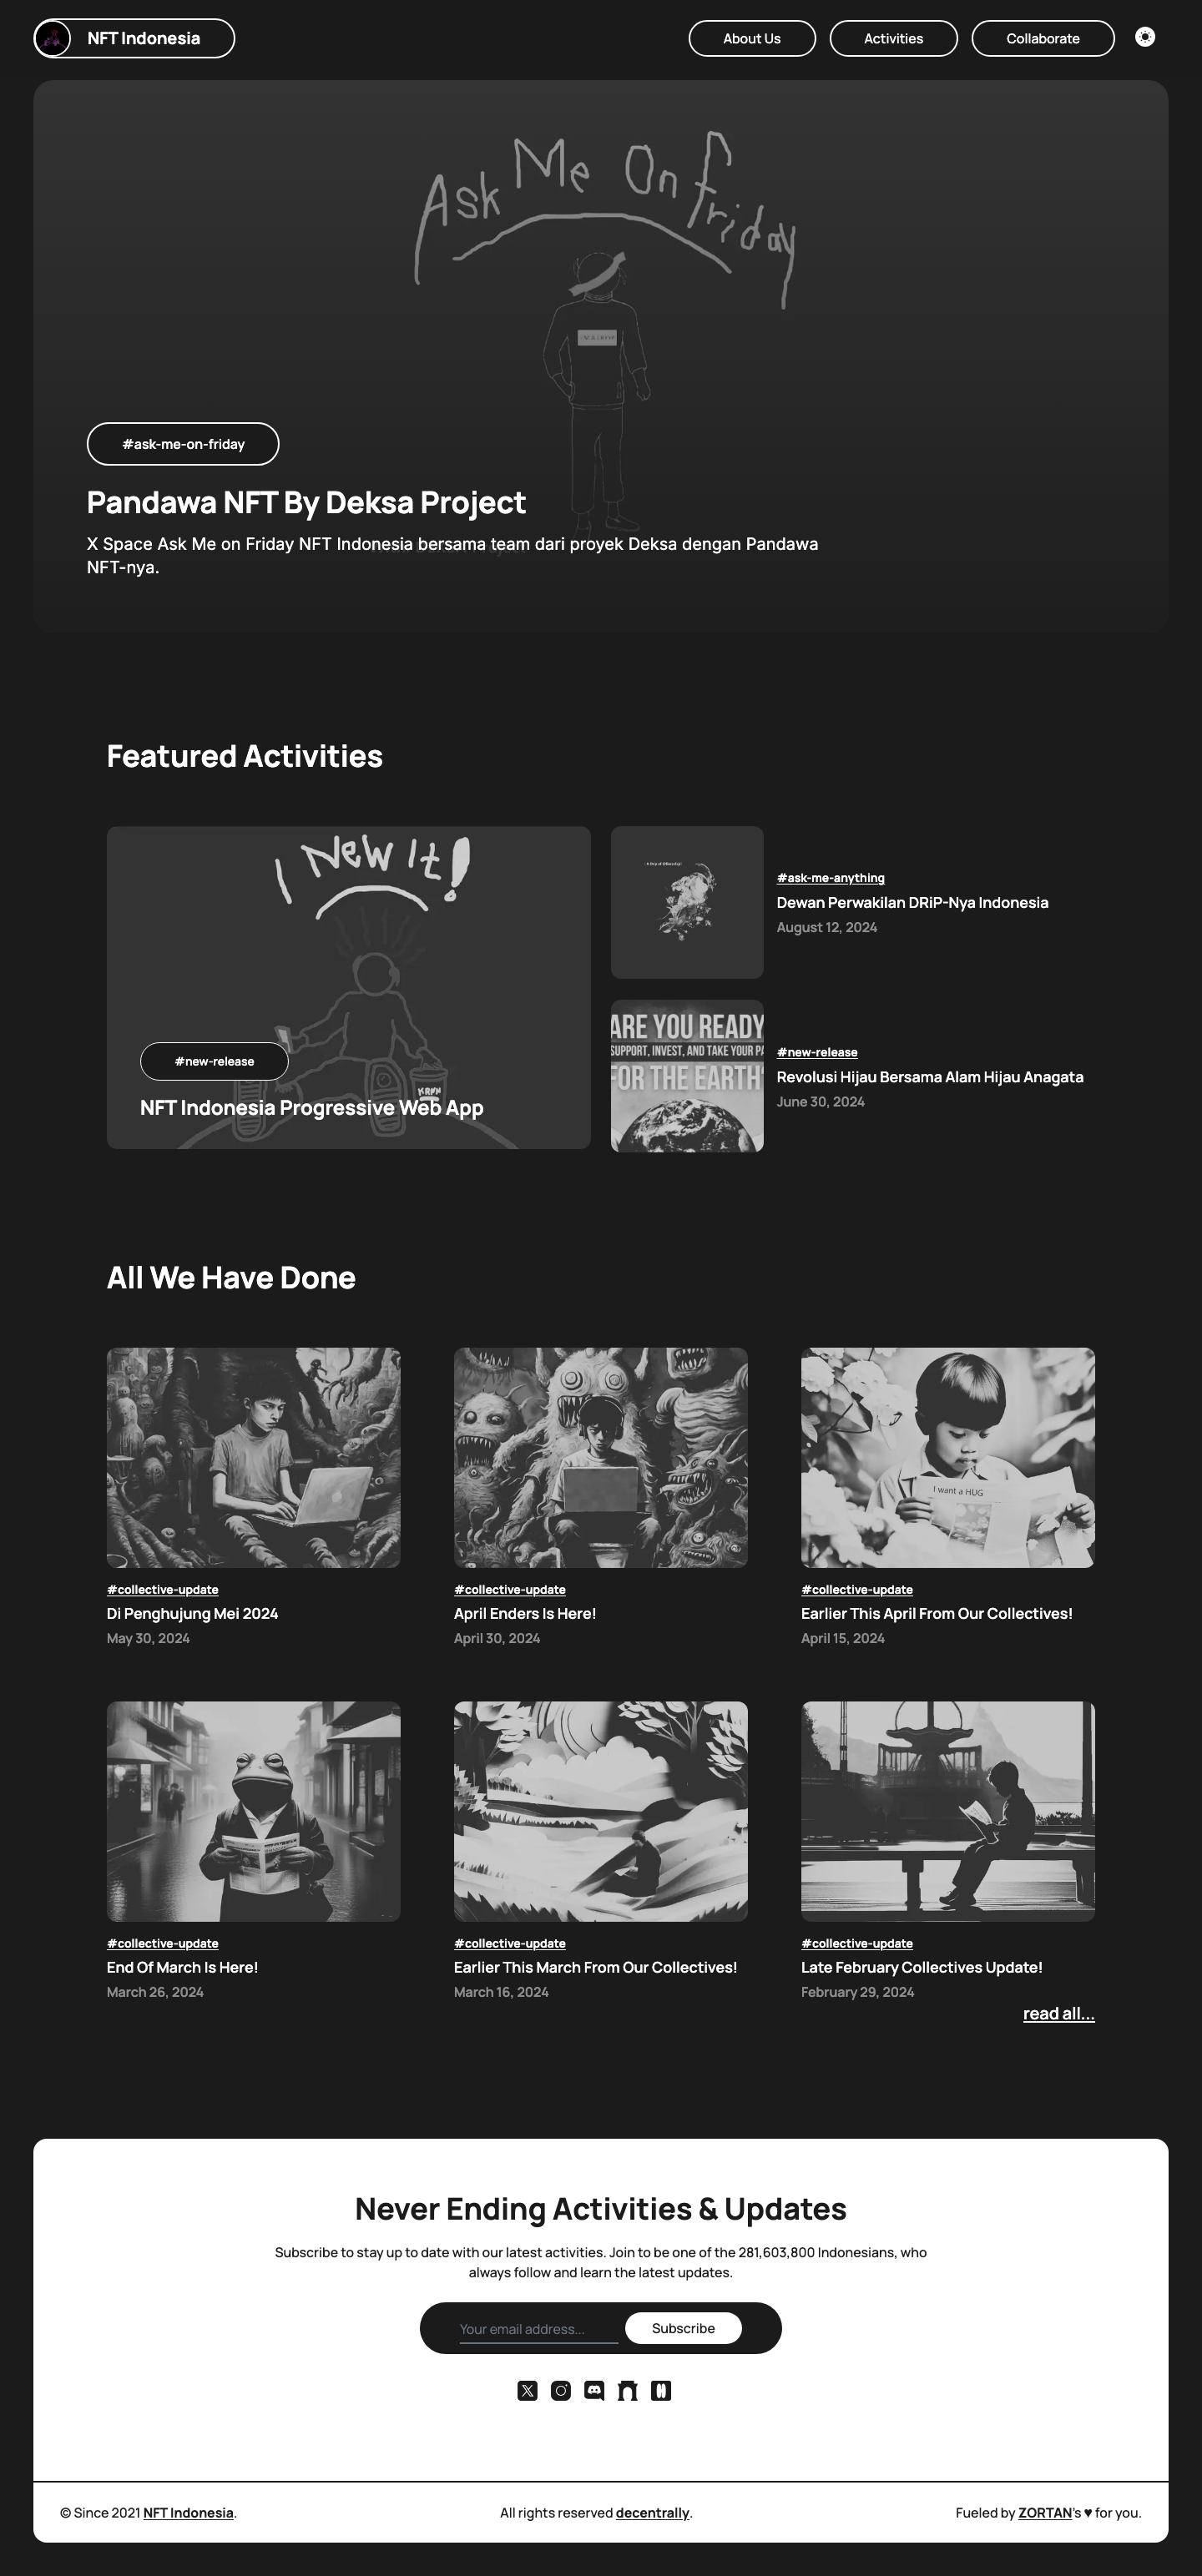 NFT Indonesia
About Us
Activities
Collaborate
Ask Me On Friday
#ask-me-on-friday
Pandawa NFT By Deksa Project
X Space Ask Me on Friday NFT Indonesia bersama team dari proyek Deksa dengan Pandawa
NFT-nya.
Featured Activities
I New It!
KRNN
#new-release
NFT Indonesia Progressive Web App
#ask-me-anything
Dewan Perwakilan DRiP-Nya Indonesia
August 12, 2024
ARE YOU READY
SUPPORT, INVEST, AND TAKE YOUR PA
FOR THE EARTH
#new-release
Revolusi Hijau Bersama Alam Hijau Anagata
June 30, 2024
All We Have Done
I want a HUG
#collective-update
Di Penghujung Mei 2024
May 30, 2024
#collective-update
April Enders Is Here!
April 30, 2024
#collective-update
Earlier This April From Our Collectives!
April 15, 2024
#collective-update
End Of March Is Here!
March 26, 2024
#collective-update
Earlier This March From Our Collectives!
March 16, 2024
#collective-update
Late February Collectives Update!
February 29, 2024
read all...
Never Ending Activities & Updates
Subscribe to stay up to date with our latest activities. Join to be one of the 281,603,800 Indonesians, who
always follow and learn the latest updates.
Your email address...
Subscribe
© Since 2021 NFT Indonesia.
All rights reserved decentrally.
Fueled by ZORTAN's ♥ for you.